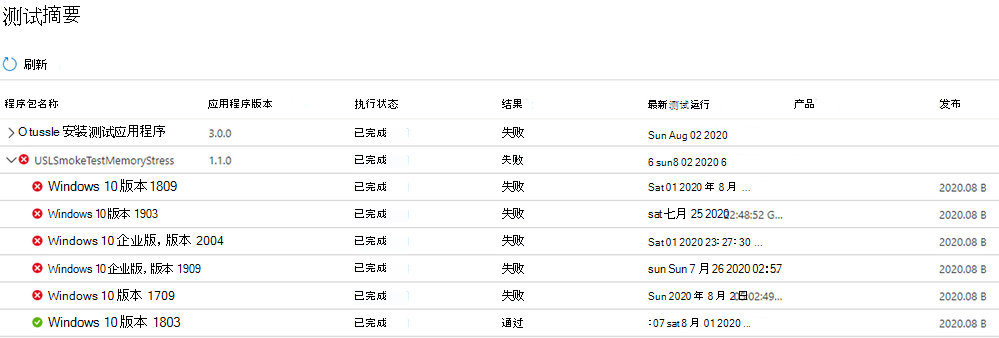 测试摘要
刷新
程序包名称 应用程序版本 执行状态 结果 最新测试运行 产品 发布
Otussle 安装测试应用程序 3.0.0 已完成 失败 Sun Aug 02 2020
USLSmokeTestMemoryStress 1.1.0 已完成 失败 6 sun8 02 2020 6
Windows 10 版本 1809 已完成 失败 Sat 01 2020 年 8 月 ... 2020.08 B
Windows 10 版本 1903 已完成 失败 sat 七月 25 2020 22:48:52 G... 2020.08 B
Windows 10 企业版，版本 2004 已完成 失败 Sat 01 2020 23: 27: 30 ... 2020.08 B
Windows 10 企业版，版本 1909 已完成 失败 sun Sun 7 月 26 2020 02:57 2020.08 B
Windows 10 版本 1709 已完成 失败 Sun 2020 年 8 月 2日 02:49... 2020.08 B
Windows 10 版本 1803 已完成 通过 :07 sat 8 月 01 2020 ... 2020.08 B